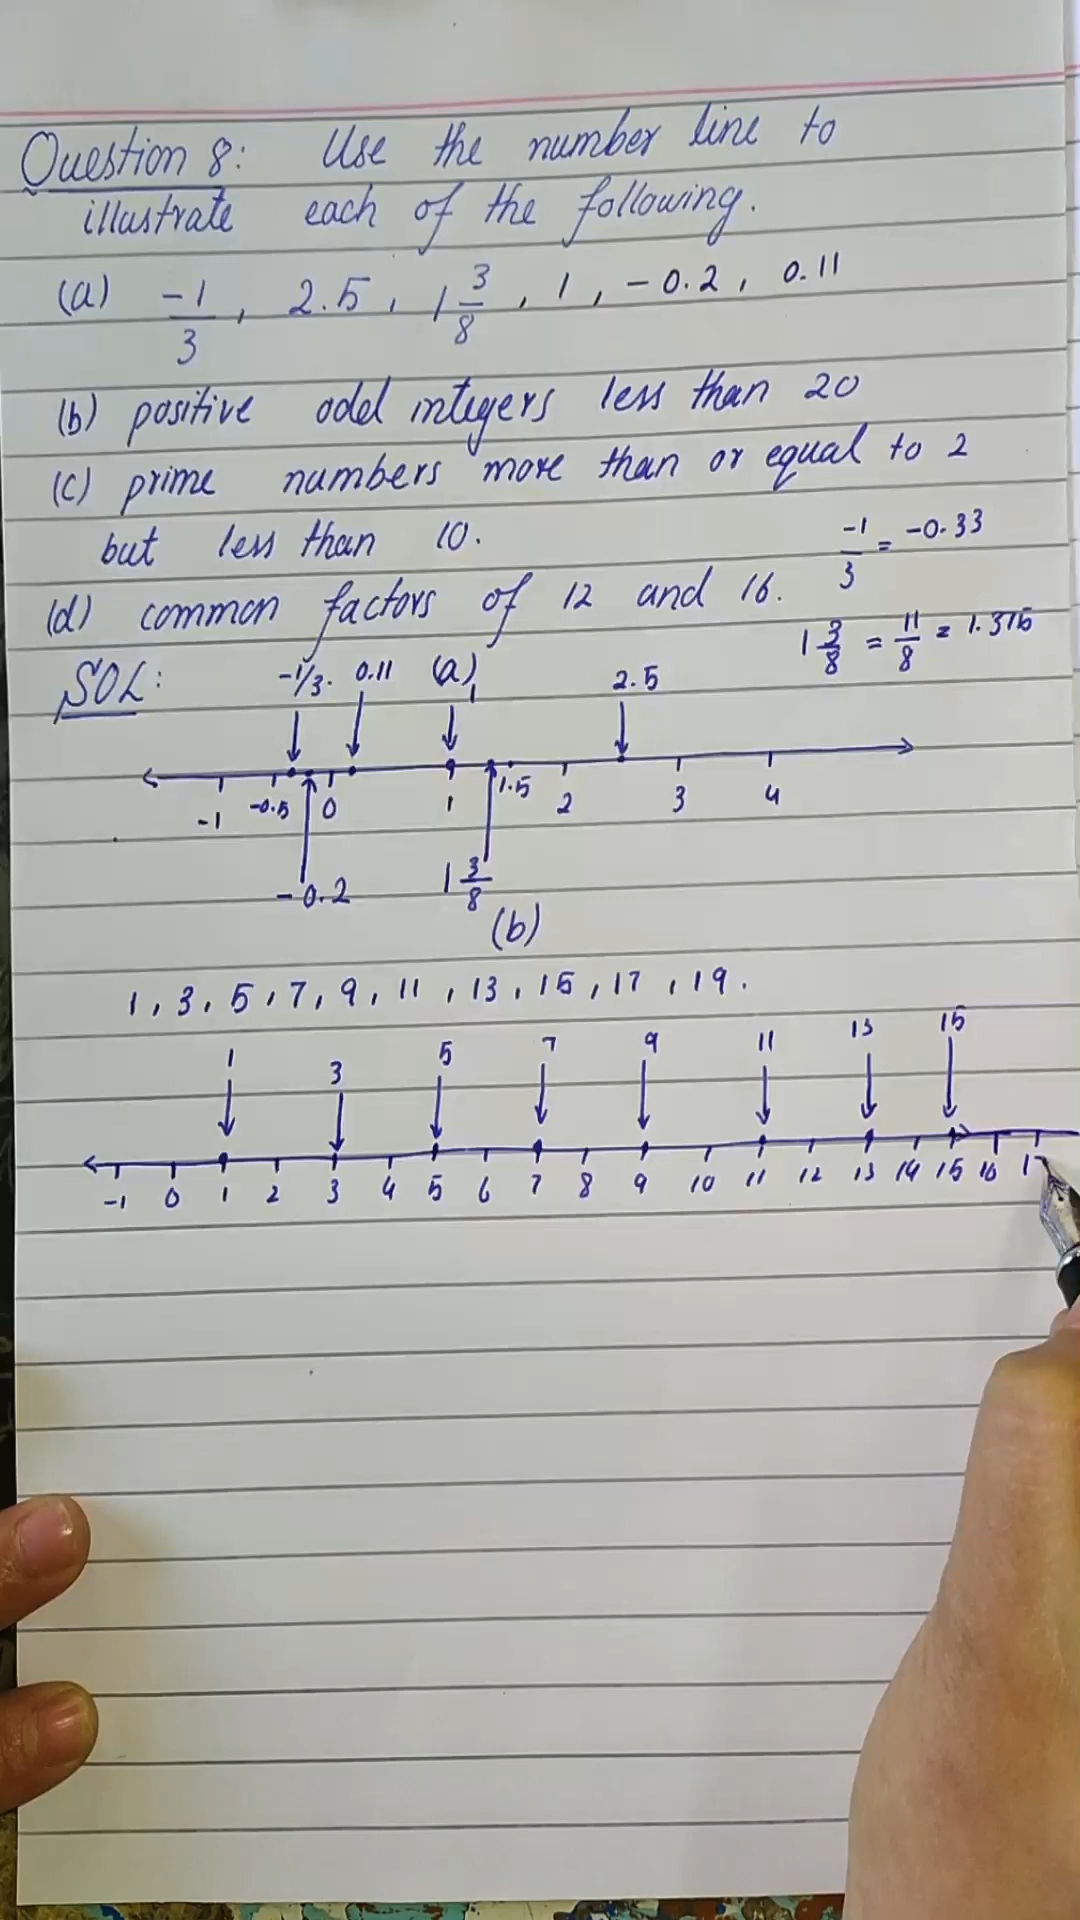 Question 8: Use the number line to
illustrate each of the following.
(a) -1/3, 2.5, 1 3/8, 1, -0.2, 0.11
(b) positive odd integers less than 20
(c) prime numbers more than or equal to 2
but less than 10.
-1/3 = -0.33
(d) common factors of 12 and 16.
1 3/8 = 11/8 = 1.375
SOL:
(a)
-1/3. 0.11 1 2.5
-1 -0.5 0 1 1.5 2 3 4
-0.2 1 3/8
(b)
1, 3, 5, 7, 9, 11, 13, 15, 17, 19.
1 3 5 7 9 11 13 15
-1 0 1 2 3 4 5 6 7 8 9 10 11 12 13 14 15 16 17